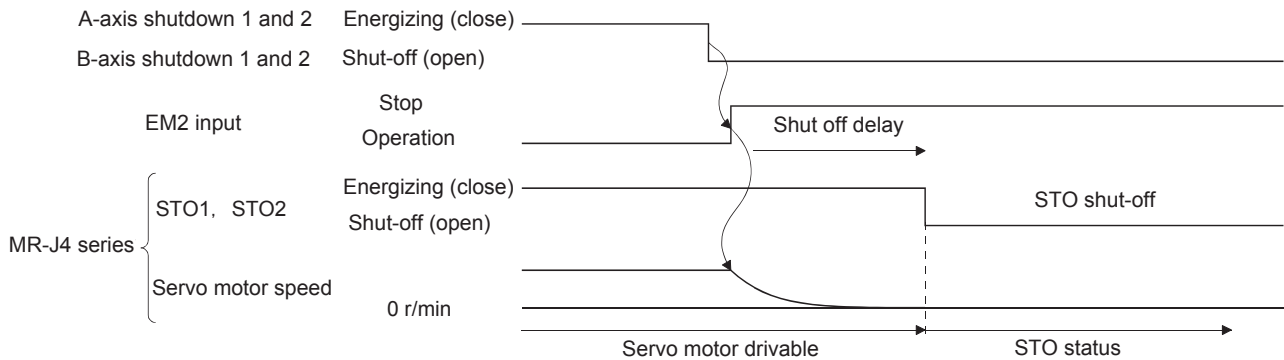 A-axis shutdown 1 and 2 Energizing (close)
B-axis shutdown 1 and 2 Shut-off (open)
Stop
EM2 input
Operation
Shut off delay
Energizing (close)
STO1, STO2
STO shut-off
Shut-off (open)
MR-J4 series
Servo motor speed
0 r/min
Servo motor drivable
STO status